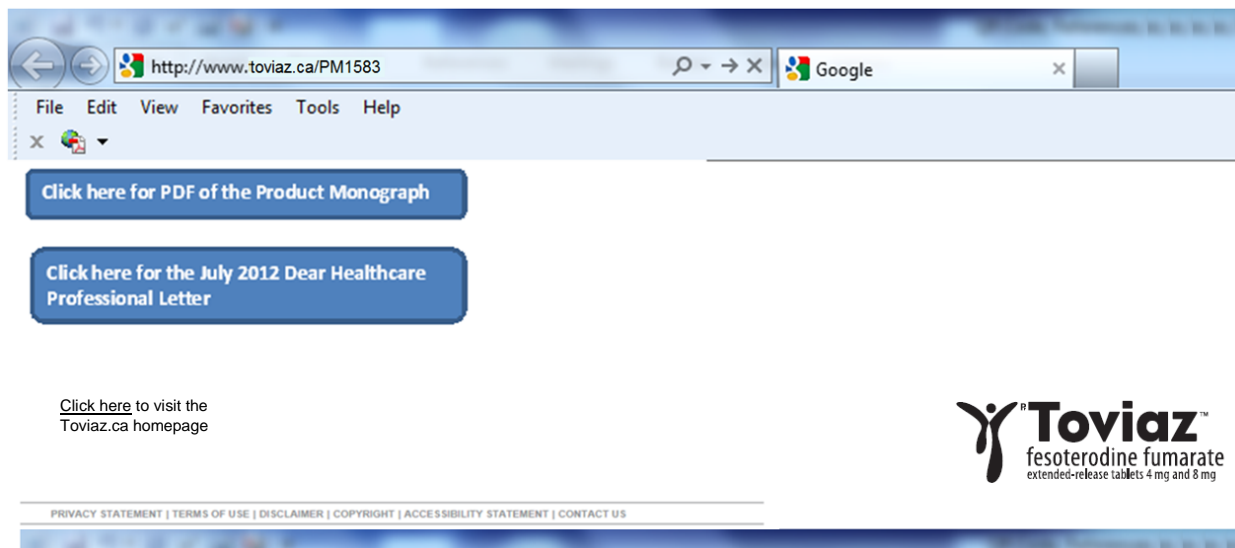 http://www.toviaz.ca/PM1583
Google
File Edit View Favorites Tools Help
Click here for PDF of the Product Monograph
Click here for the July 2012 Dear Healthcare
Professional Letter
Click here to visit the
Toviaz.ca homepage
℞ Toviaz™
fesoterodine fumarate
extended-release tablets 4 mg and 8 mg
PRIVACY STATEMENT | TERMS OF USE | DISCLAIMER | COPYRIGHT | ACCESSIBILITY STATEMENT | CONTACT US